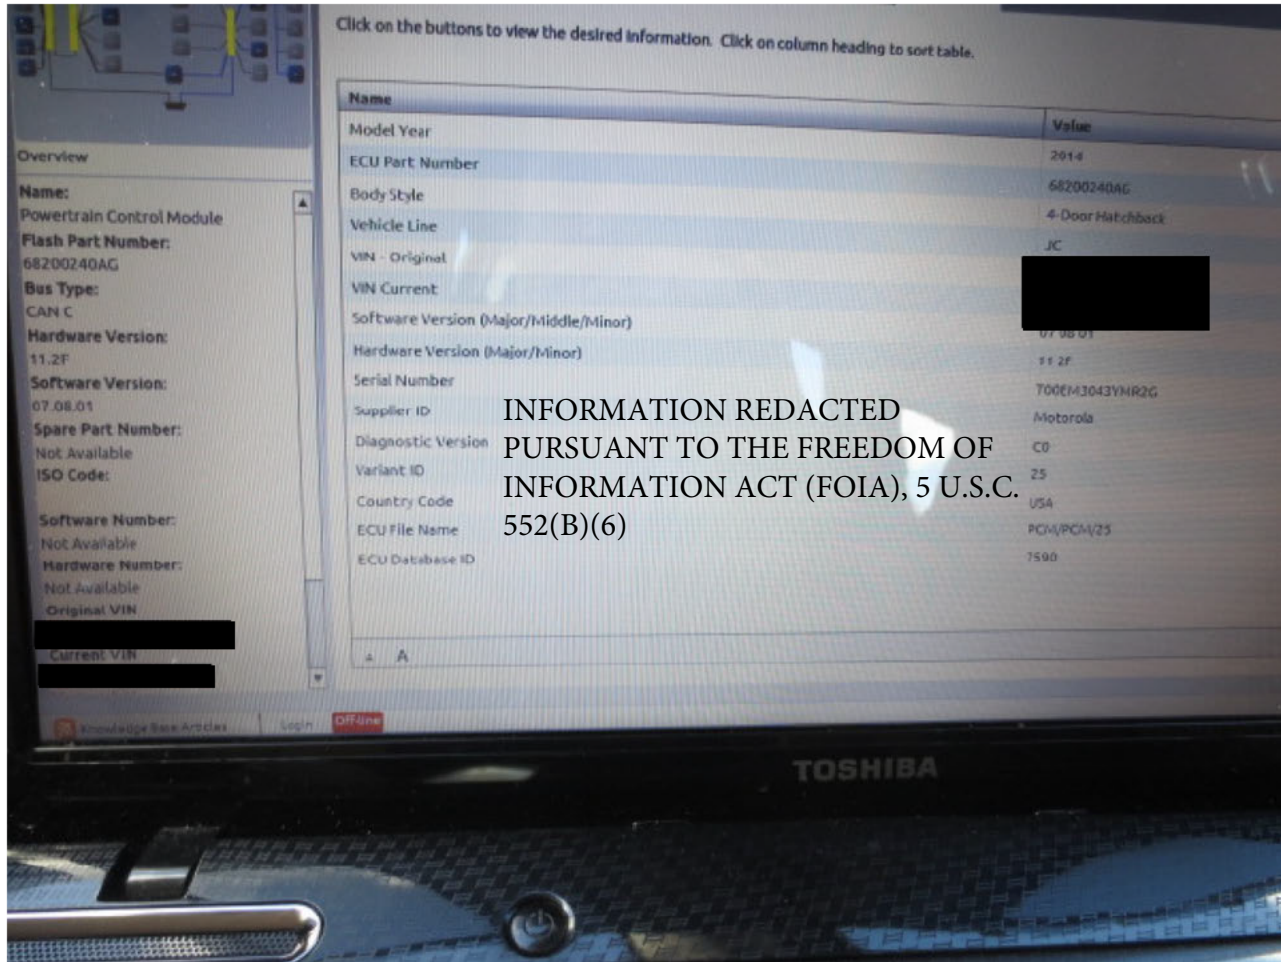 Click on the buttons to view the desired information. Click on column heading to sort table.
Overview
Name:
Powertrain Control Module
Flash Part Number:
68200240AG
Bus Type:
CAN C
Hardware Version:
11.2F
Software Version:
07.08.01
Spare Part Number:
Not Available
ISO Code:
Software Number:
Not Available
Hardware Number:
Not Available
Original VIN
Current VIN
Name Value
Model Year 2014
ECU Part Number 68200240AG
Body Style 4-Door Hatchback
Vehicle Line JC
VIN - Original
VIN Current
Software Version (Major/Middle/Minor) 07 08 01
Hardware Version (Major/Minor) 11 2F
Serial Number 700EM3043YMR2G
Supplier ID Motorola
Diagnostic Version C0
Variant ID 25
Country Code USA
ECU File Name PCM/PCM/25
ECU Database ID 7590
INFORMATION REDACTED
PURSUANT TO THE FREEDOM OF
INFORMATION ACT (FOIA), 5 U.S.C.
552(B)(6)
A A
Knowledge Base Articles Login Off-line
TOSHIBA